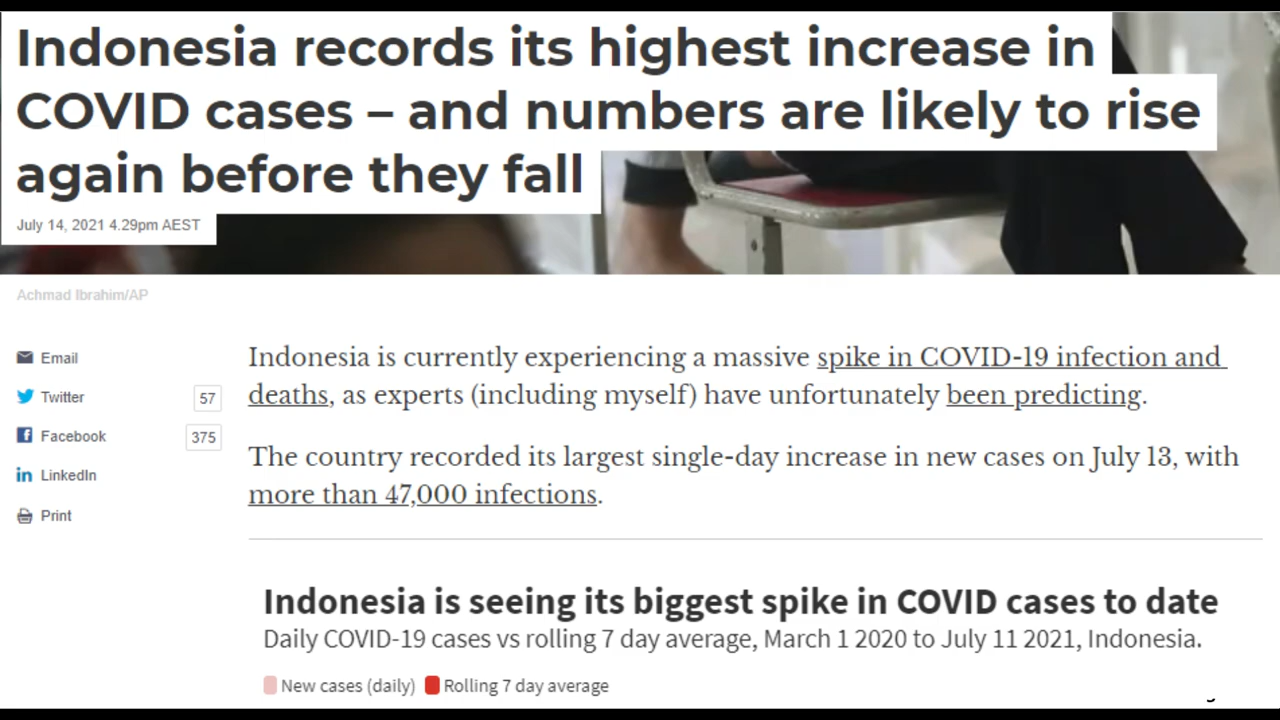 Indonesia records its highest increase in
COVID cases – and numbers are likely to rise
again before they fall
July 14, 2021 4.29pm AEST
Achmad Ibrahim/AP
Email
Twitter 57
Facebook 375
LinkedIn
Print
Indonesia is currently experiencing a massive spike in COVID-19 infection and
deaths, as experts (including myself) have unfortunately been predicting.
The country recorded its largest single-day increase in new cases on July 13, with
more than 47,000 infections.
Indonesia is seeing its biggest spike in COVID cases to date
Daily COVID-19 cases vs rolling 7 day average, March 1 2020 to July 11 2021, Indonesia.
New cases (daily) Rolling 7 day average